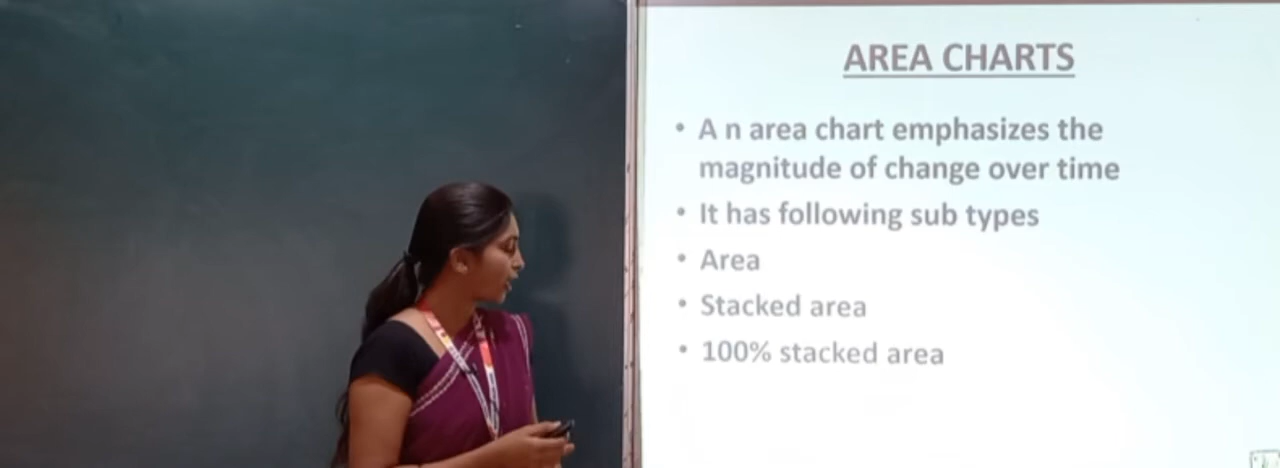 AREA CHARTS
• A n area chart emphasizes the
magnitude of change over time
• It has following sub types
• Area
• Stacked area
• 100% stacked area